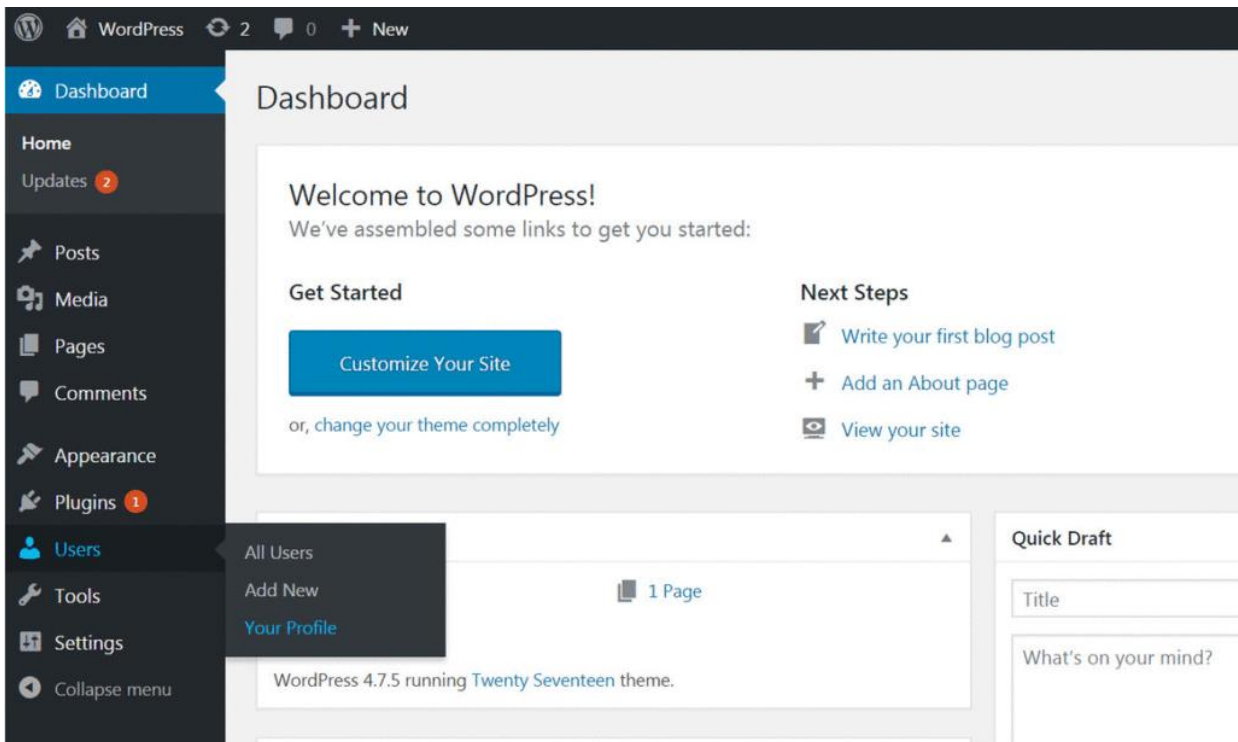 WordPress 2 0 New
Dashboard
Home
Updates 2
Posts
Media
Pages
Comments
Appearance
Plugins 1
Users
All Users
Add New
Your Profile
Tools
Settings
Collapse menu
Dashboard
Welcome to WordPress!
We've assembled some links to get you started:
Get Started
Customize Your Site
or, change your theme completely
Next Steps
Write your first blog post
Add an About page
View your site
1 Page
WordPress 4.7.5 running Twenty Seventeen theme.
Quick Draft
Title
What's on your mind?